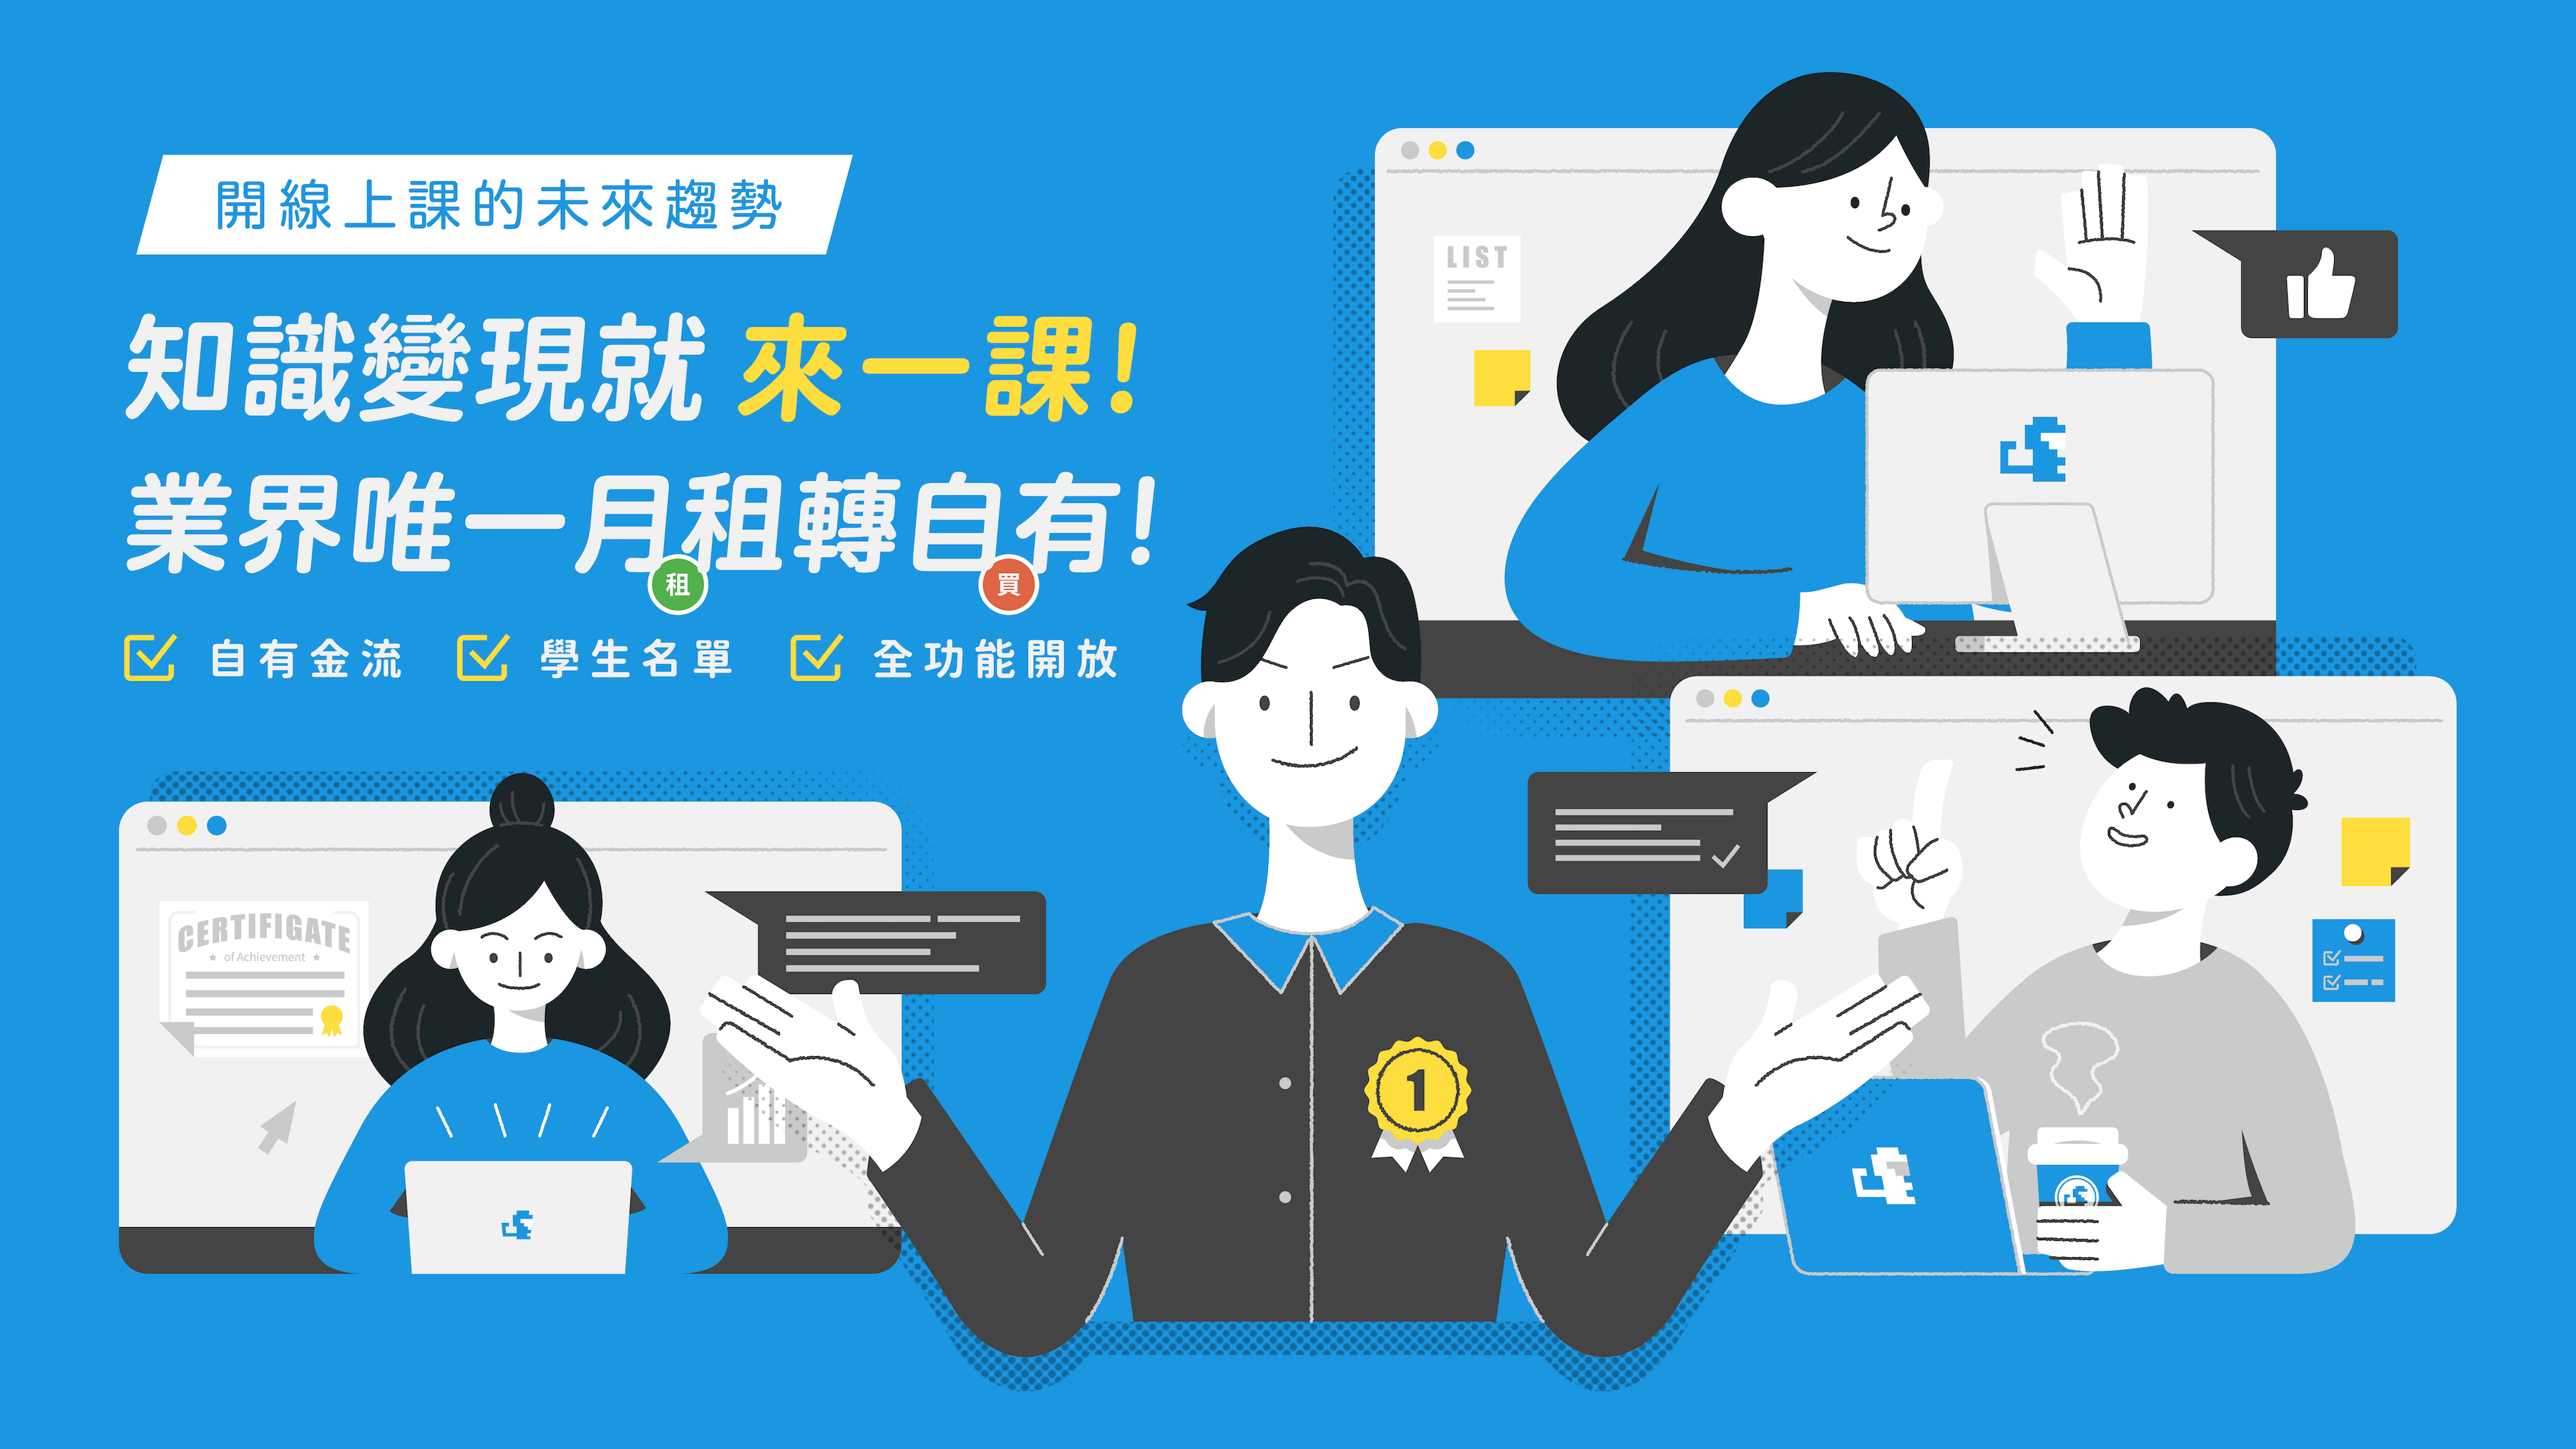 開線上課的未來趨勢
知識變現就 來一課!
業界唯一月租轉自有!
租
買
自有金流
學生名單
全功能開放
LIST
CERTIFIGATE
of Achievement
1